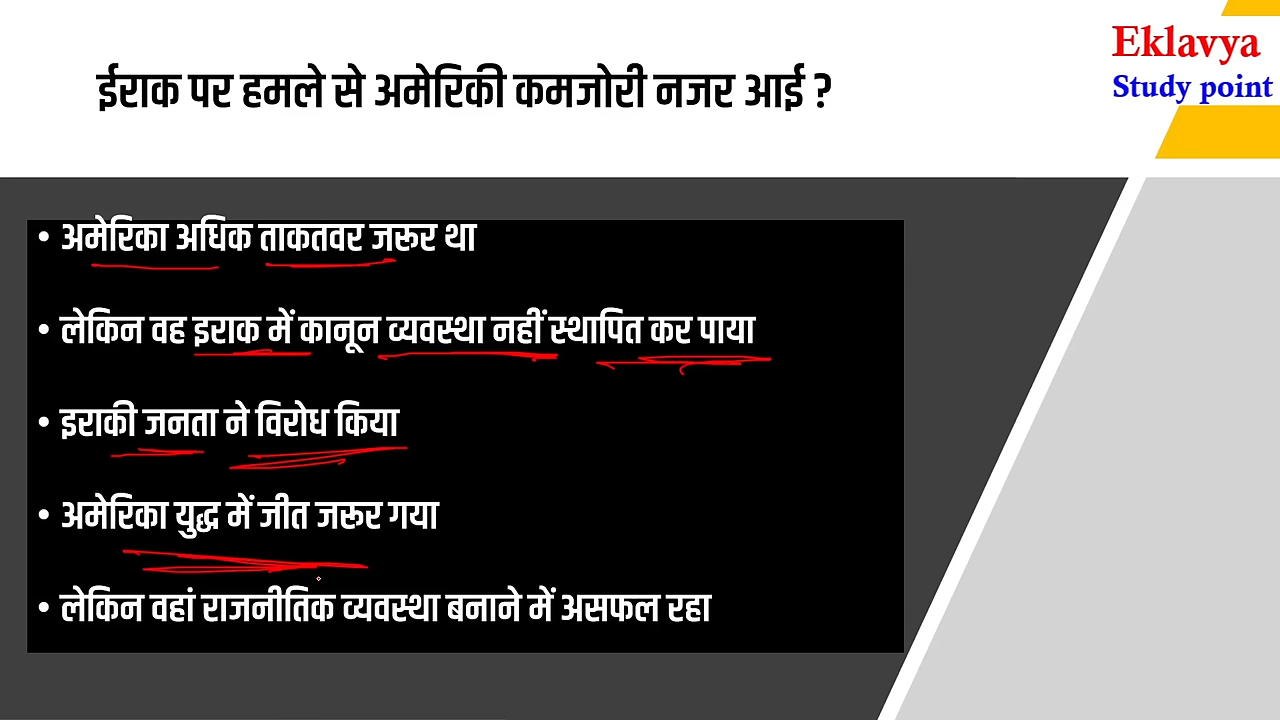 Eklavya
Study point
ईराक पर हमले से अमेरिकी कमजोरी नजर आई ?
• अमेरिका अधिक ताकतवर जरूर था
• लेकिन वह इराक में कानून व्यवस्था नहीं स्थापित कर पाया
• इराकी जनता ने विरोध किया
• अमेरिका युद्ध में जीत जरूर गया
• लेकिन वहां राजनीतिक व्यवस्था बनाने में असफल रहा